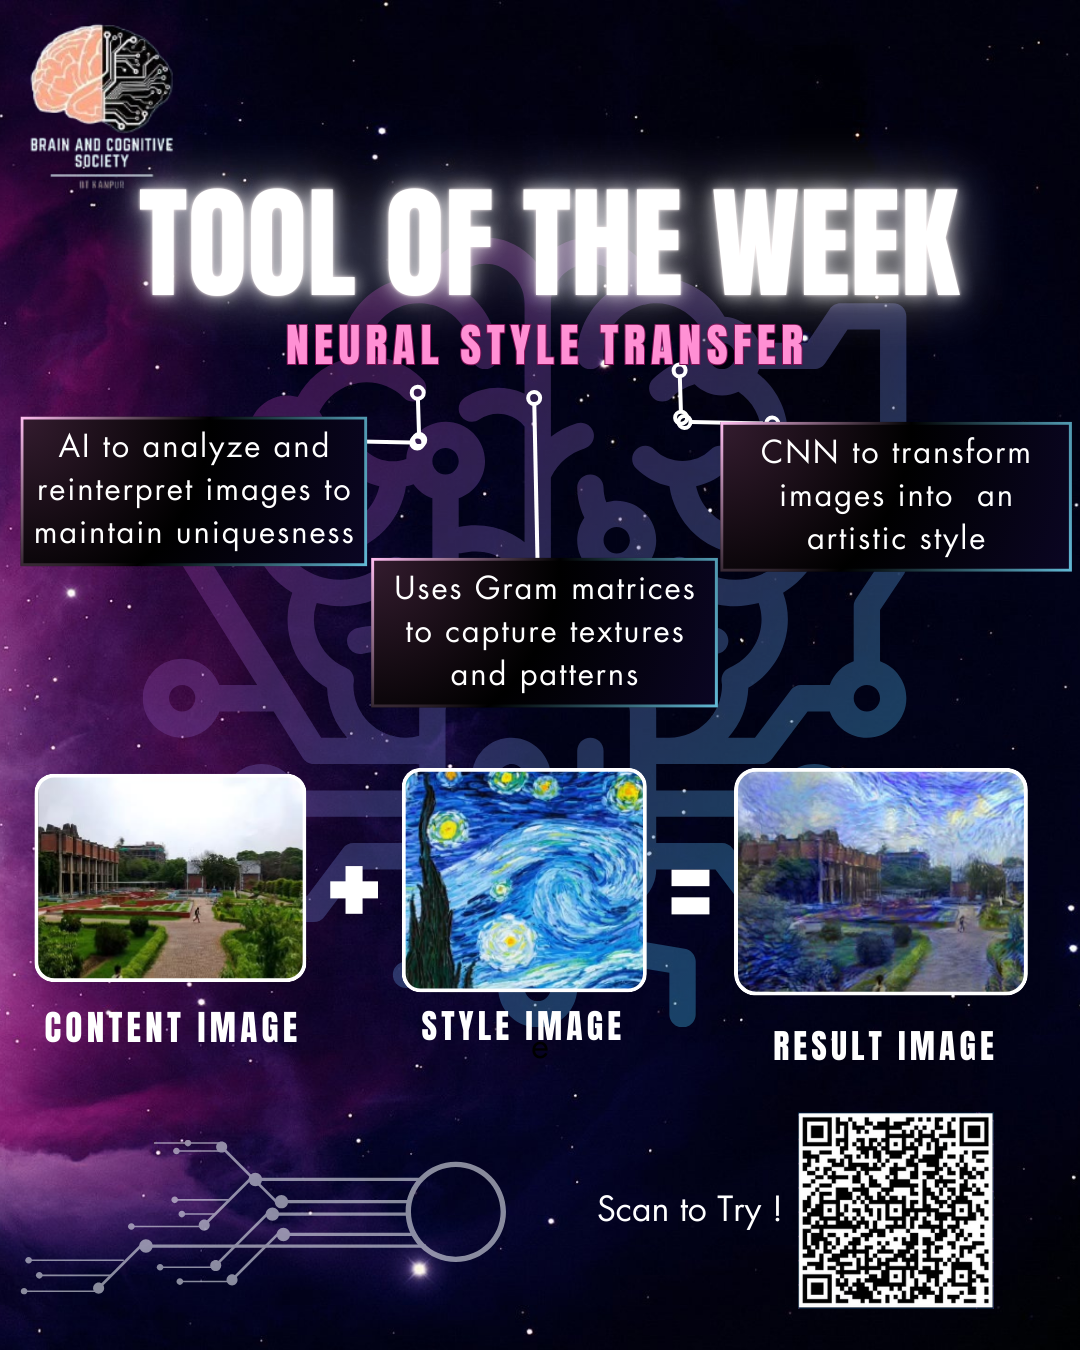 BRAIN AND COGNITIVE
SOCIETY
IIT KANPUR
TOOL OF THE WEEK
NEURAL STYLE TRANSFER
AI to analyze and
reinterpret images to
maintain uniquesness
CNN to transform
images into an
artistic style
Uses Gram matrices
to capture textures
and patterns
CONTENT IMAGE
STYLE IMAGE
e
RESULT IMAGE
Scan to Try !